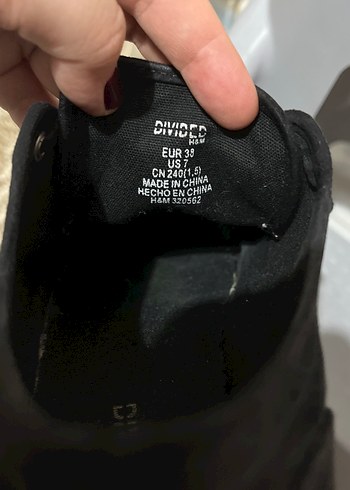 DIVIDED
H&M
EUR 38
US 7
CN 240(1,5)
MADE IN CHINA
HECHO EN CHINA
H&M 320562